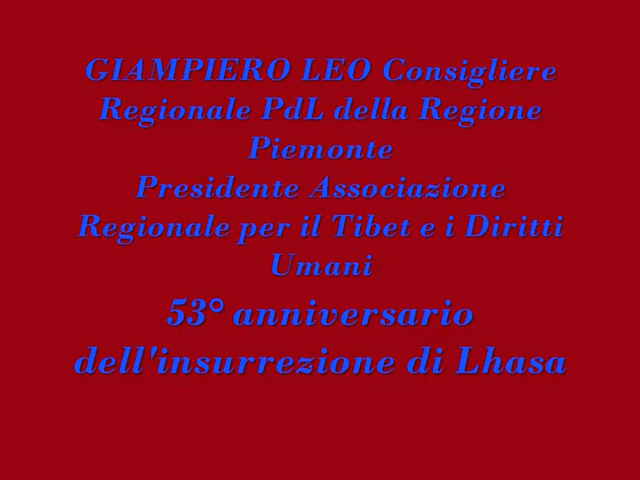 GIAMPIERO LEO Consigliere
Regionale PdL della Regione
Piemonte
Presidente Associazione
Regionale per il Tibet e i Diritti
Umani
53° anniversario
dell'insurrezione di Lhasa